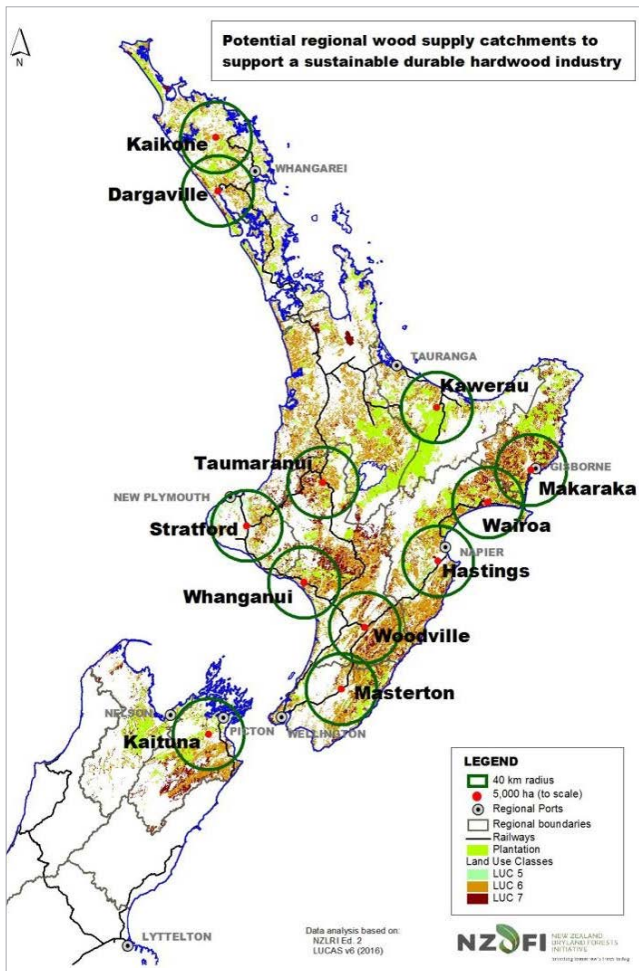 N
Potential regional wood supply catchments to
support a sustainable durable hardwood industry
Kaikohe
WHANGAREI
Dargaville
TAURANGA
Kawerau
Taumaranui
GISBORNE
Makaraka
NEW PLYMOUTH
Stratford
Wairoa
NAPIER
Hastings
Whanganui
Woodville
Masterton
NELSON
PICTON
WELLINGTON
Kaituna
LYTTELTON
LEGEND
40 km radius
5,000 ha (to scale)
Regional Ports
Regional boundaries
Railways
Plantation
Land Use Classes
LUC 5
LUC 6
LUC 7
Data analysis based on:
NZLRI Ed. 2
LUCAS v6 (2016)
NZDFI
NEW ZEALAND
DRYLAND FORESTS
INITIATIVE